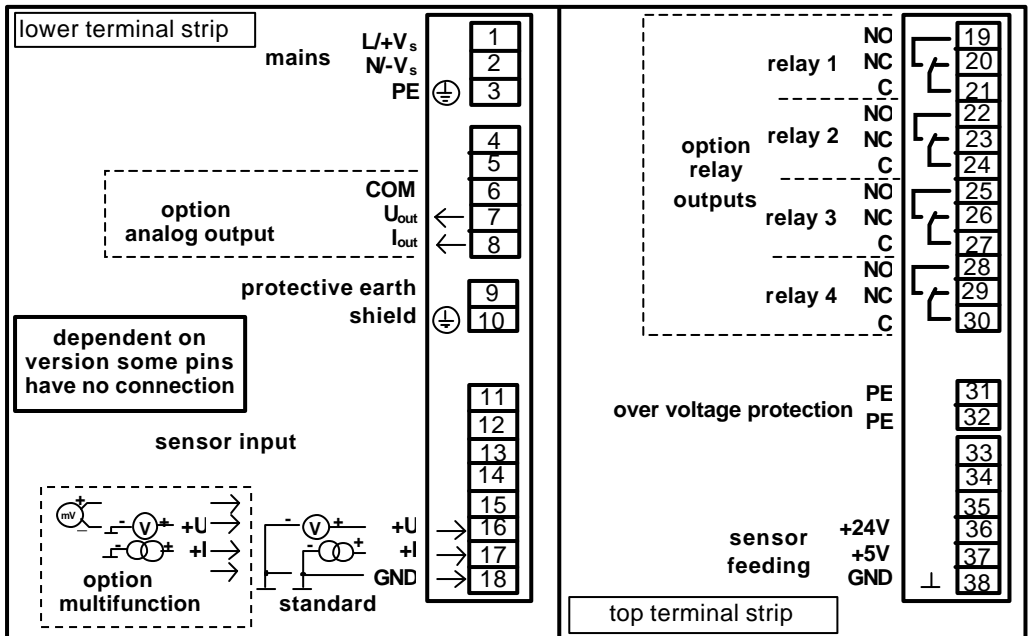 lower terminal strip
mains
L/+Vs 1
N/-Vs 2
PE 3
4
5
option
analog output
COM 6
Uout 7
Iout 8
protective earth 9
shield 10
dependent on
version some pins
have no connection
11
12
13
14
15
sensor input
mV + -
- V + +U
- + +I
option
multifunction
- V + +U 16
- + +I 17
GND 18
standard
option
relay
outputs
relay 1
NO 19
NC 20
C 21
relay 2
NO 22
NC 23
C 24
relay 3
NO 25
NC 26
C 27
relay 4
NO 28
NC 29
C 30
over voltage protection
PE 31
PE 32
33
34
35
sensor
feeding
+24V 36
+5V 37
GND 38
top terminal strip